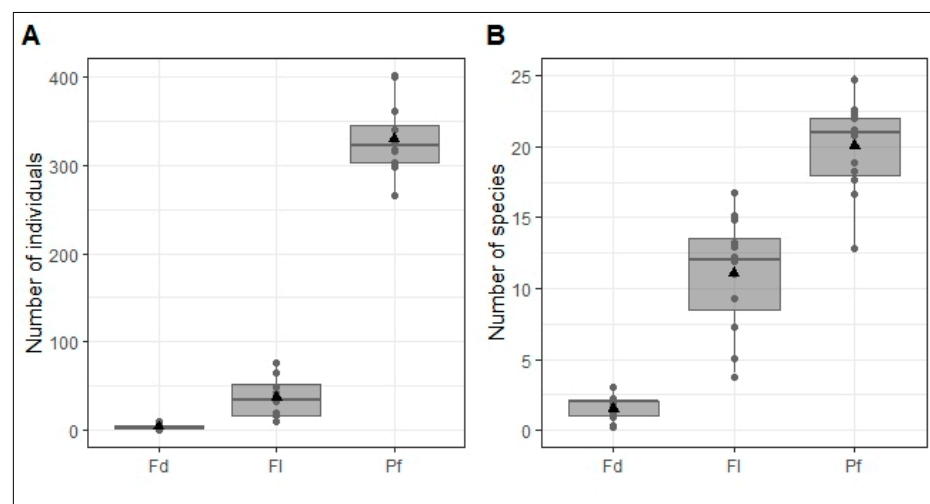 A
Number of individuals
400
300
200
100
0
Fd
Fl
Pf
B
Number of species
25
20
15
10
5
0
Fd
Fl
Pf